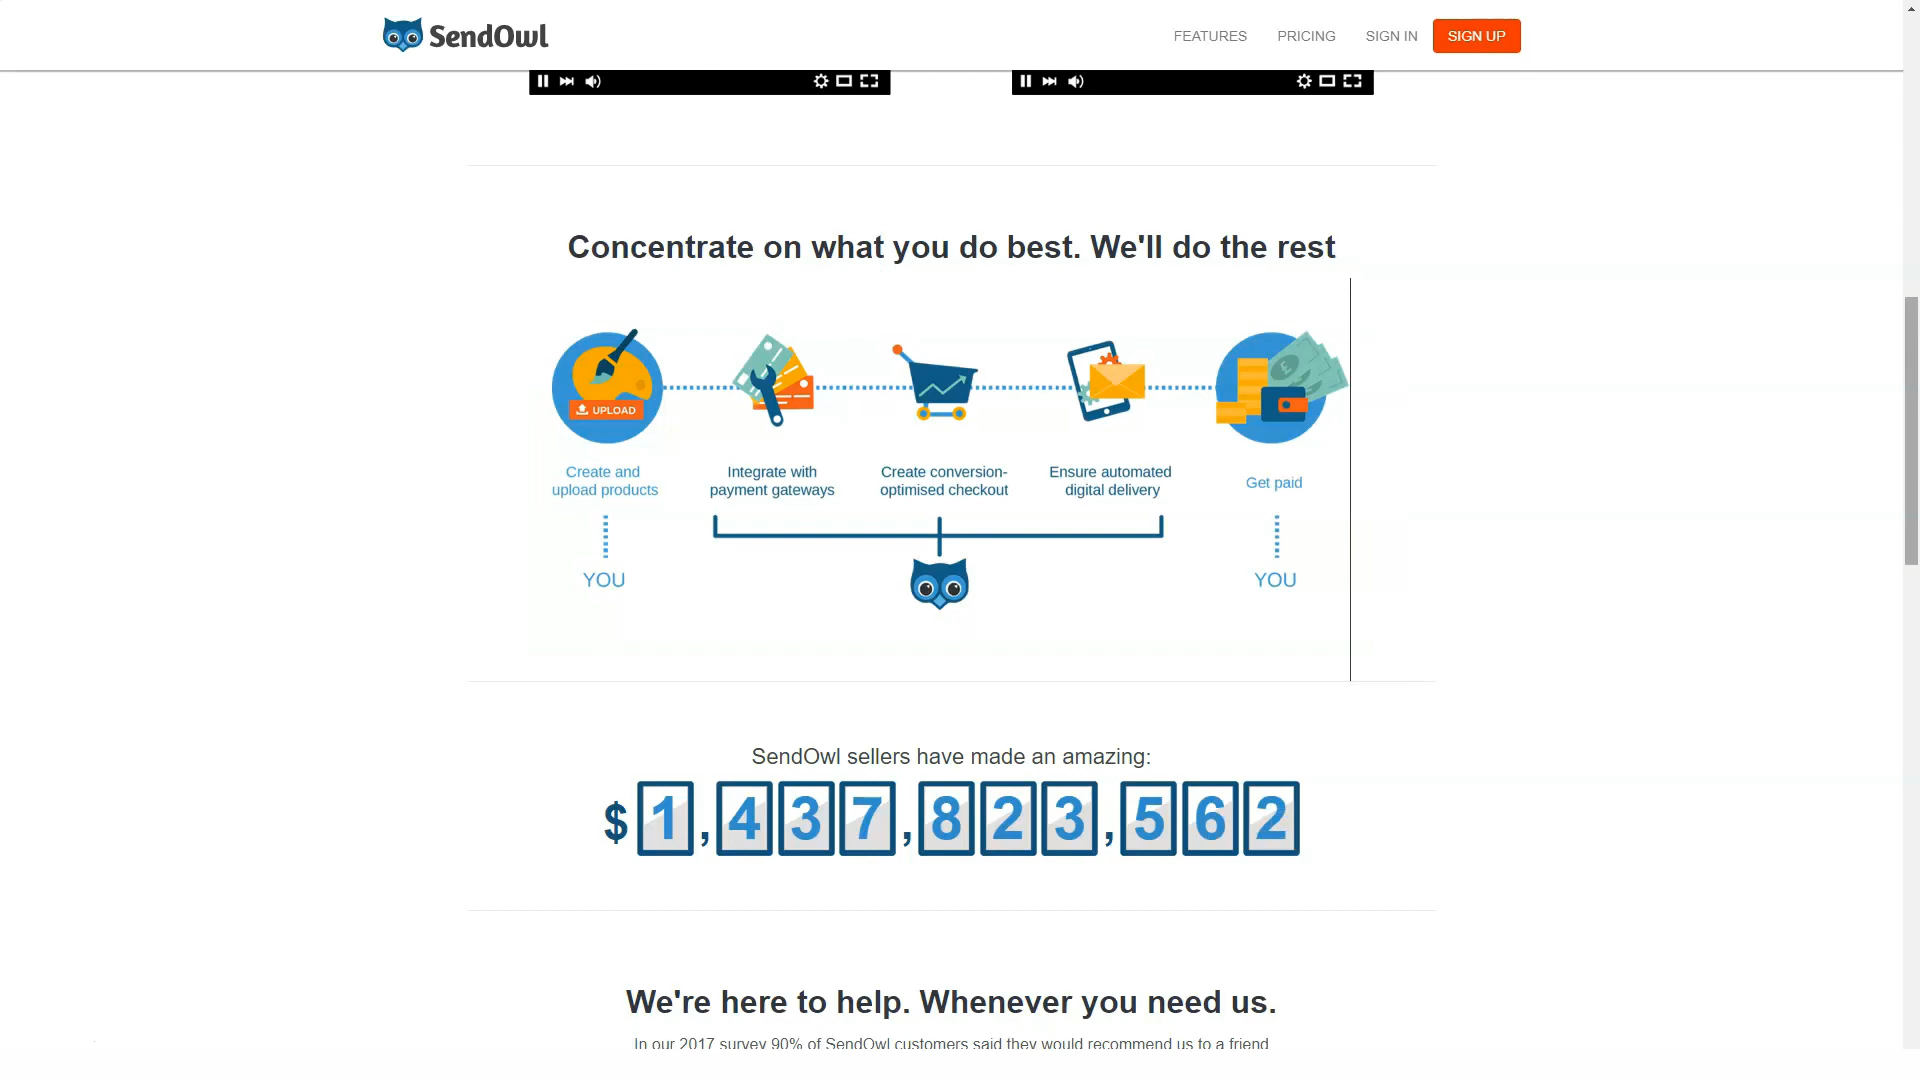 SendOwl
FEATURES PRICING SIGN IN SIGN UP
Concentrate on what you do best. We'll do the rest
UPLOAD
£
Create and
upload products
Integrate with
payment gateways
Create conversion-
optimised checkout
Ensure automated
digital delivery
Get paid
YOU
YOU
SendOwl sellers have made an amazing:
$1,437,823,562
We're here to help. Whenever you need us.
In our 2017 survey 90% of SendOwl customers said they would recommend us to a friend